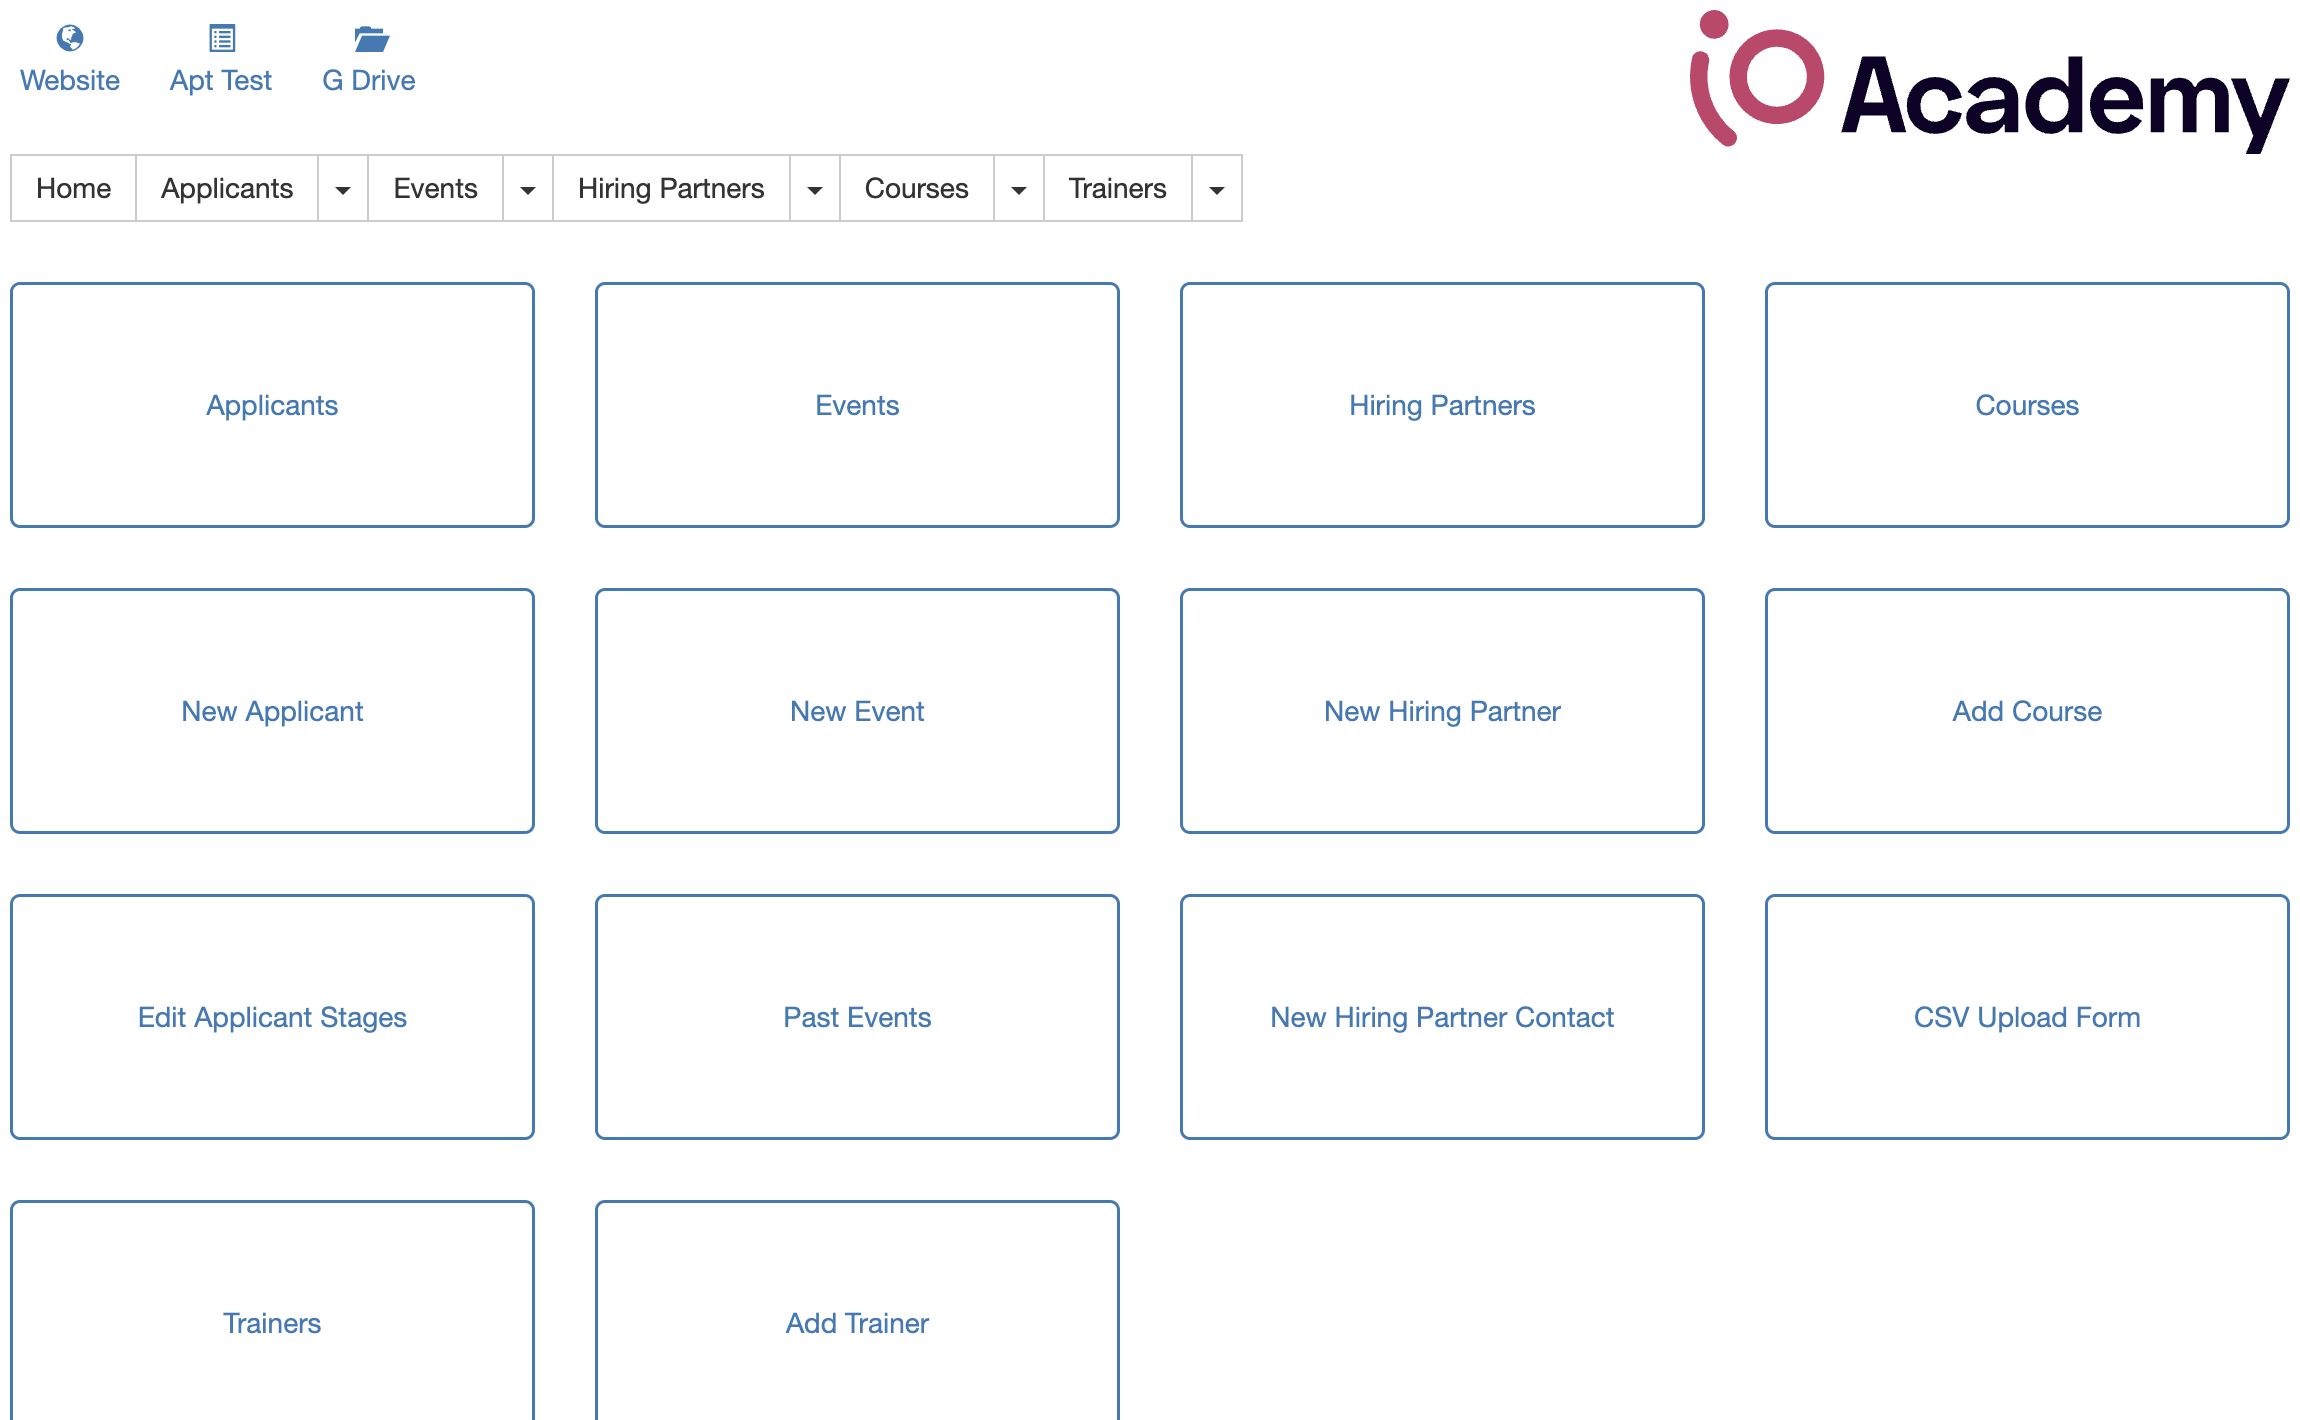 Website Apt Test G Drive
iO Academy
Home Applicants Events Hiring Partners Courses Trainers
Applicants Events Hiring Partners Courses
New Applicant New Event New Hiring Partner Add Course
Edit Applicant Stages Past Events New Hiring Partner Contact CSV Upload Form
Trainers Add Trainer